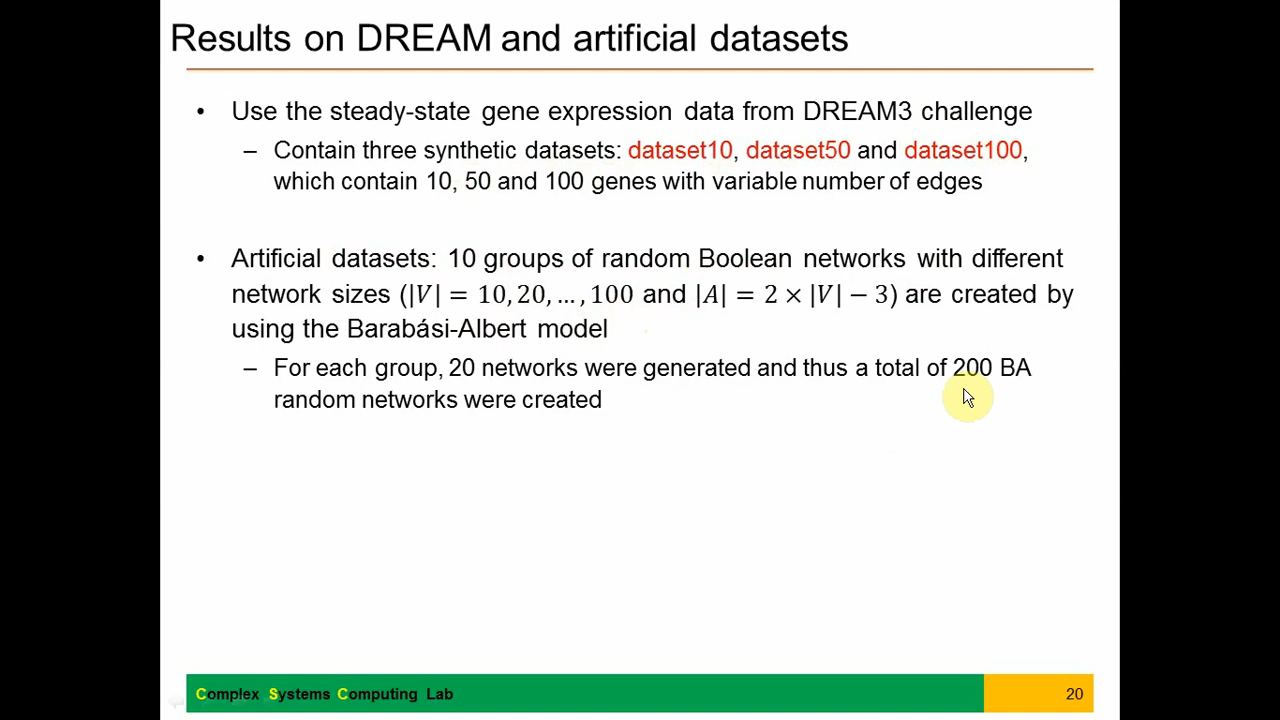 Results on DREAM and artificial datasets
• Use the steady-state gene expression data from DREAM3 challenge
– Contain three synthetic datasets: dataset10, dataset50 and dataset100,
which contain 10, 50 and 100 genes with variable number of edges
• Artificial datasets: 10 groups of random Boolean networks with different
network sizes (|V| = 10, 20, … , 100 and |A| = 2 × |V| − 3) are created by
using the Barabási-Albert model
– For each group, 20 networks were generated and thus a total of 200 BA
random networks were created
Complex Systems Computing Lab
20